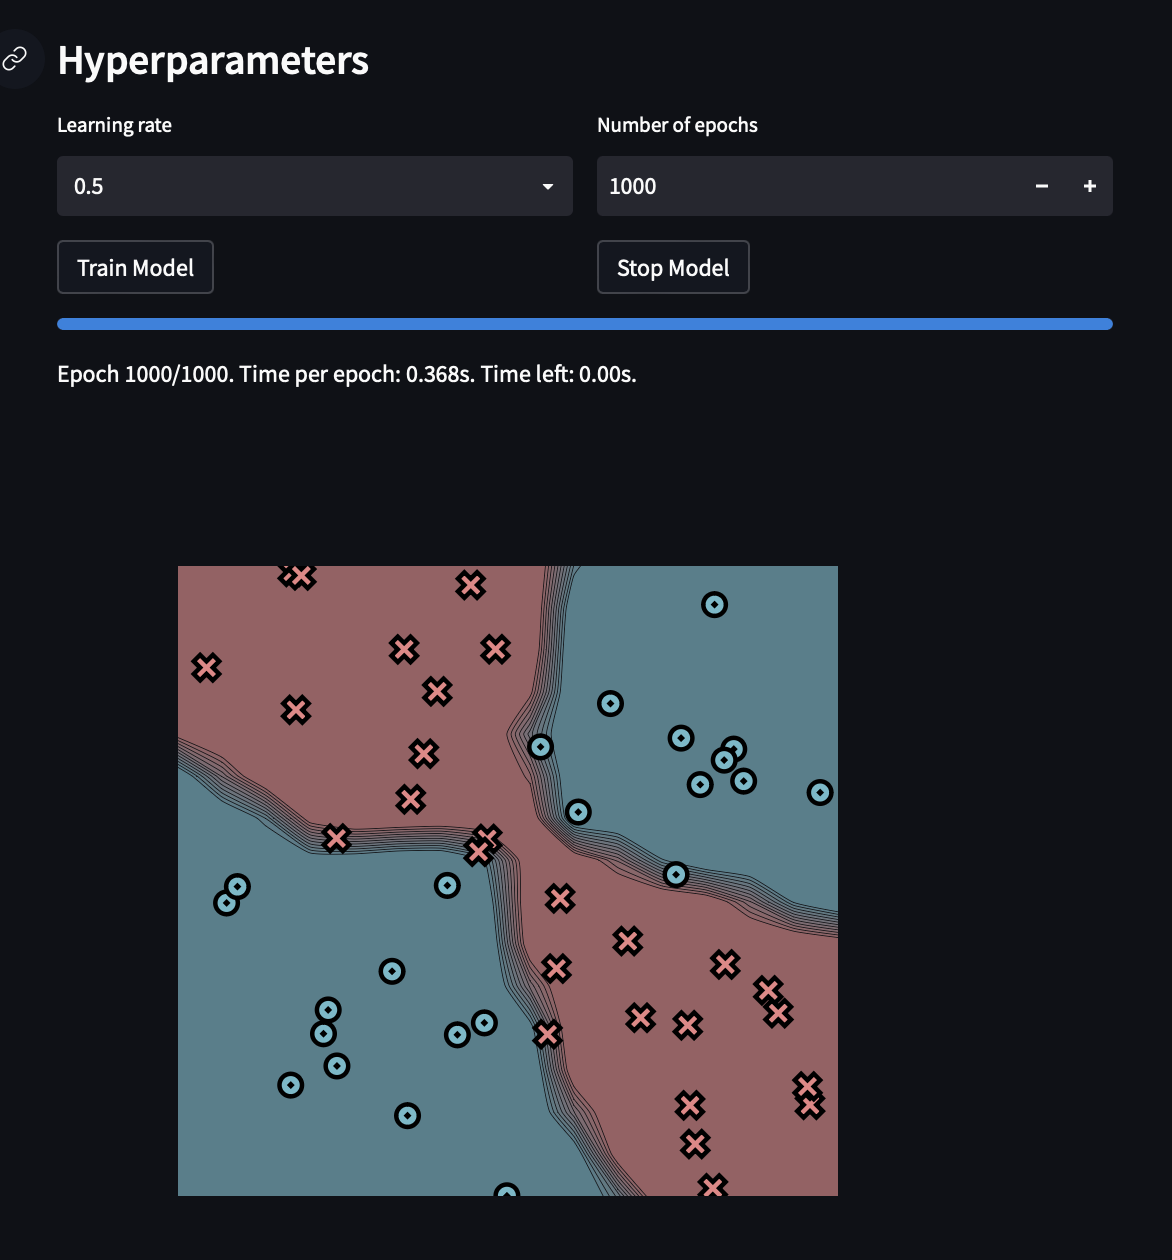 Hyperparameters
Learning rate
Number of epochs
0.5
1000
Train Model
Stop Model
Epoch 1000/1000. Time per epoch: 0.368s. Time left: 0.00s.